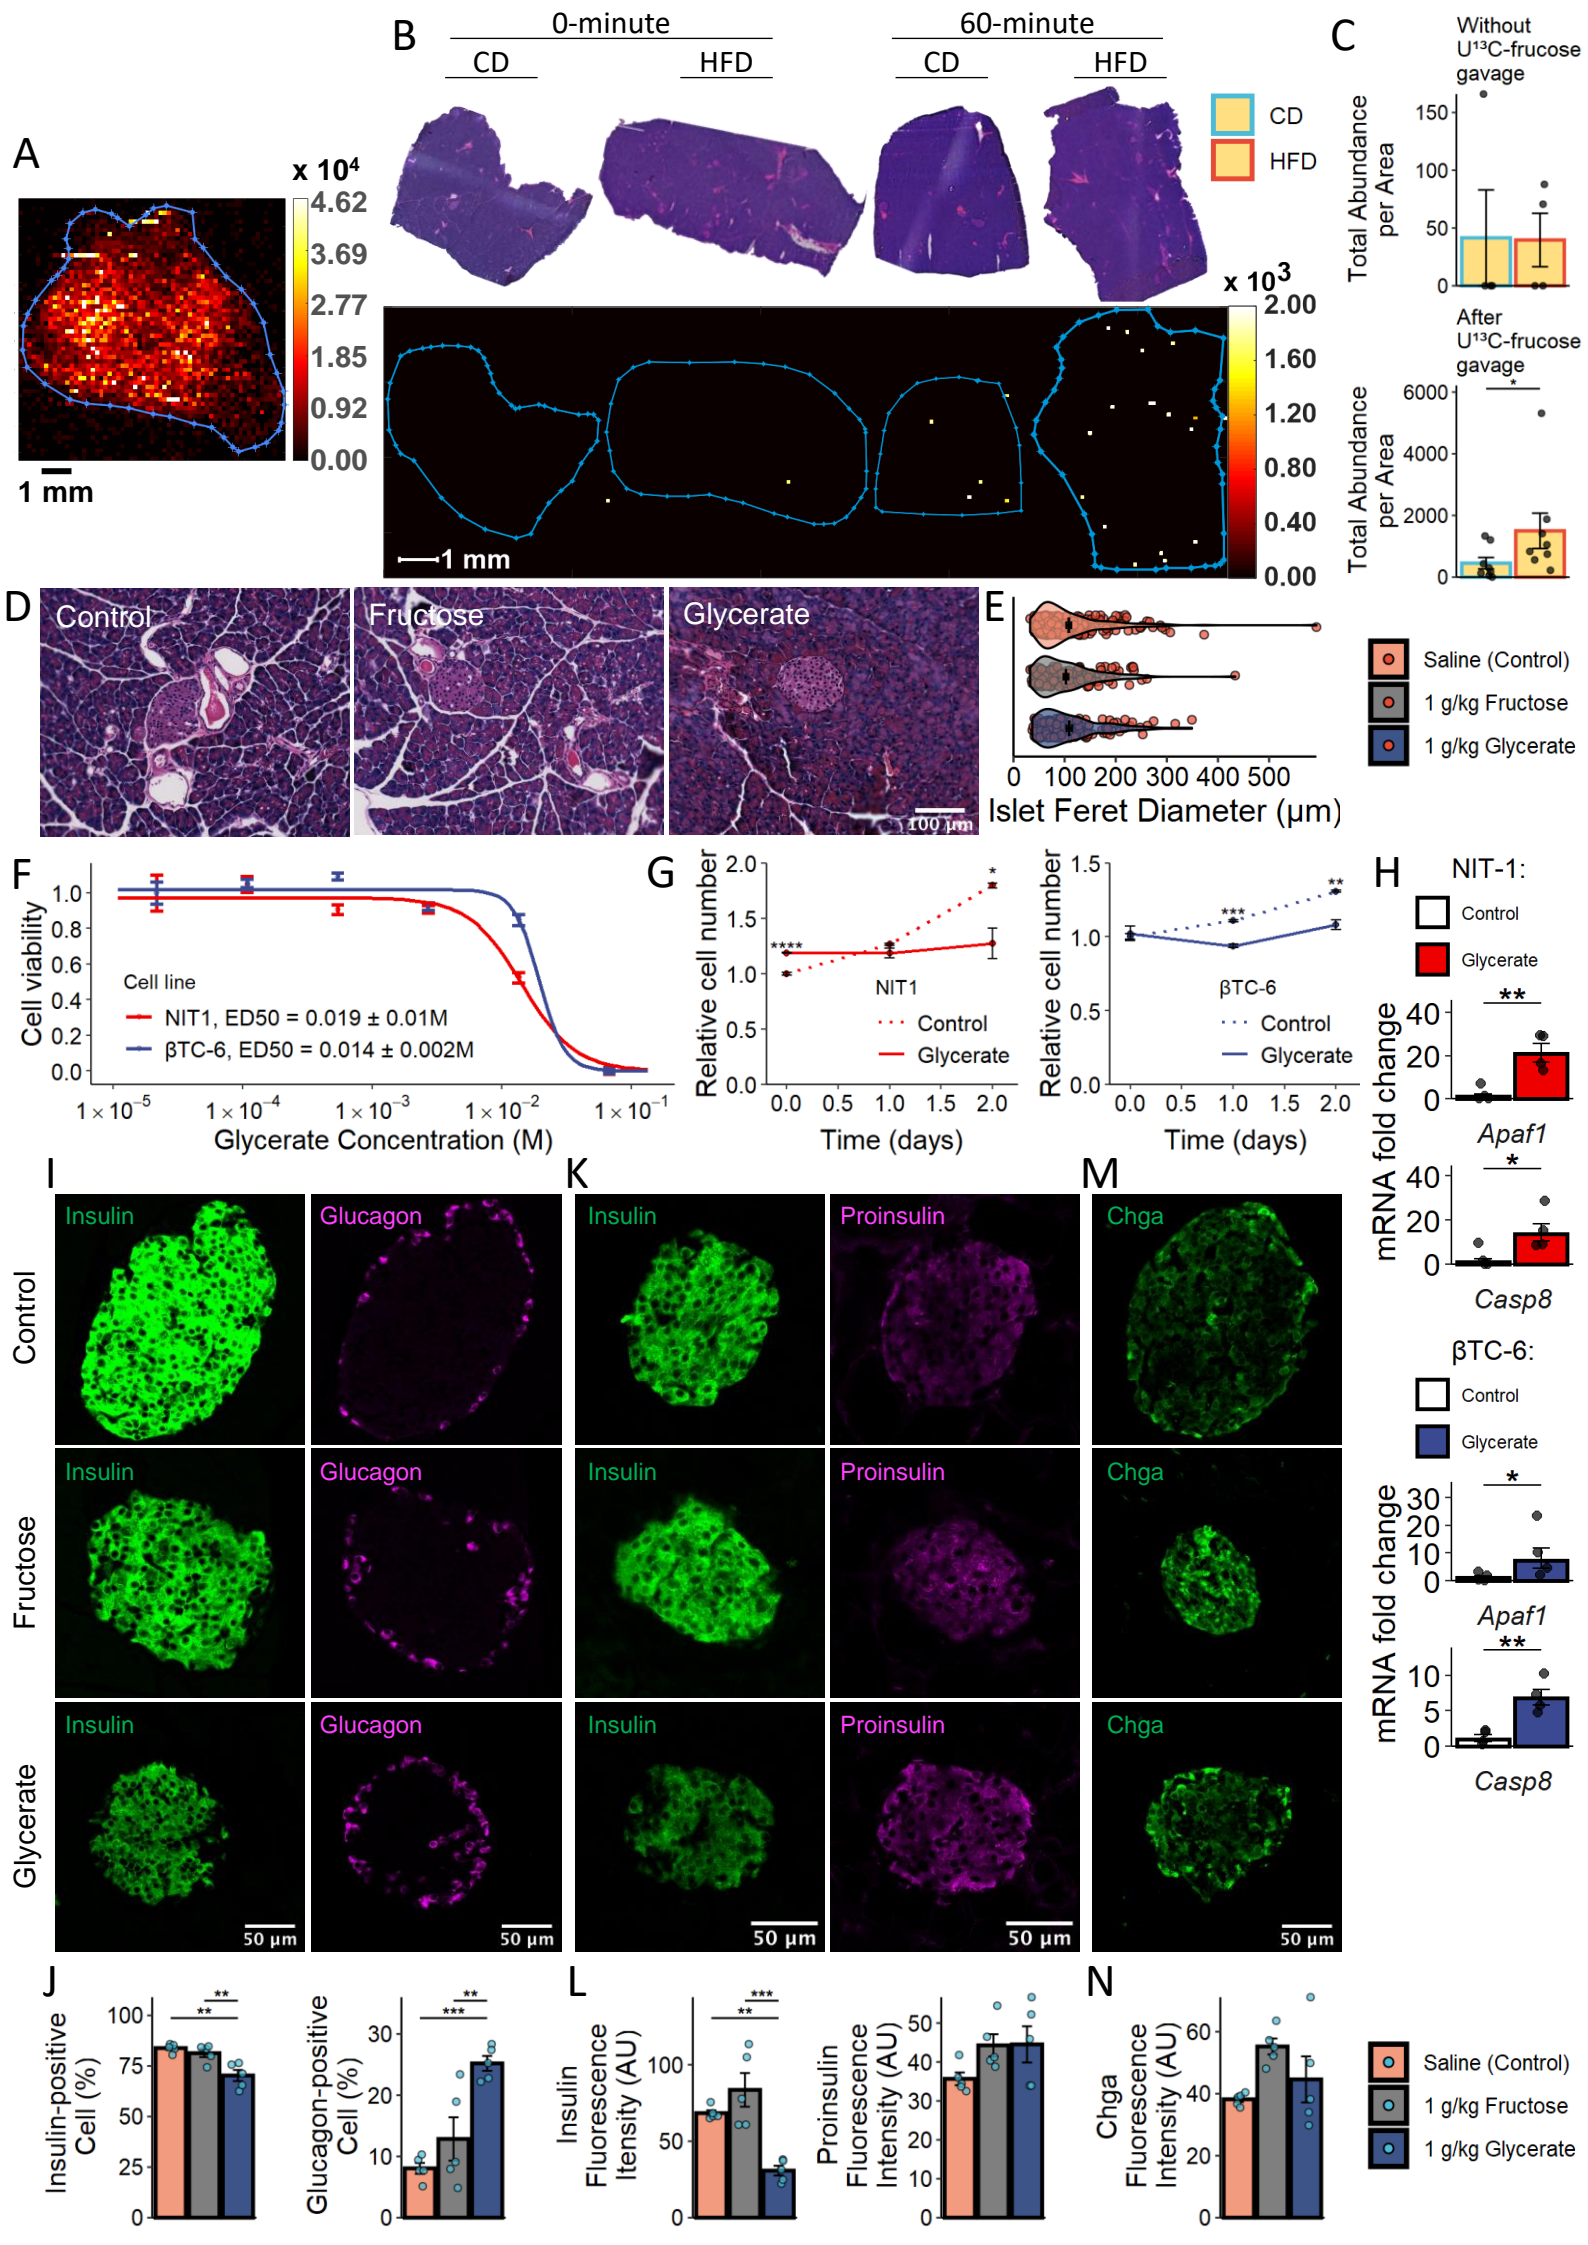 A
x 10⁴
4.62
3.69
2.77
1.85
0.92
0.00
1 mm
B
0-minute
60-minute
CD
HFD
CD
HFD
CD
HFD
x 10³
2.00
1.60
1.20
0.80
0.40
0.00
1 mm
C
Without
U¹³C-frucose
gavage
Total Abundance
per Area
150
100
50
0
After
U¹³C-frucose
gavage
Total Abundance
per Area
*
6000
4000
2000
0
D
Control
Fructose
Glycerate
100 µm
E
0
100
200
300
400
500
Islet Feret Diameter (µm)
Saline (Control)
1 g/kg Fructose
1 g/kg Glycerate
F
Cell viability
1.0
0.8
0.6
0.4
0.2
0.0
Cell line
NIT1, ED50 = 0.019 ± 0.01M
βTC-6, ED50 = 0.014 ± 0.002M
1 × 10⁻⁵
1 × 10⁻⁴
1 × 10⁻³
1 × 10⁻²
1 × 10⁻¹
Glycerate Concentration (M)
G
Relative cell number
2.0
1.5
1.0
0.5
0.0
****
*
NIT1
Control
Glycerate
0.0 0.5 1.0 1.5 2.0
Time (days)
Relative cell number
1.5
1.0
0.5
0.0
***
**
βTC-6
Control
Glycerate
0.0 0.5 1.0 1.5 2.0
Time (days)
H
NIT-1:
Control
Glycerate
mRNA fold change
**
40
20
0
Apaf1
*
40
20
0
Casp8
βTC-6:
Control
Glycerate
mRNA fold change
*
30
20
10
0
Apaf1
**
10
5
0
Casp8
I
K
M
Control
Insulin
Glucagon
Insulin
Proinsulin
Chga
Fructose
Insulin
Glucagon
Insulin
Proinsulin
Chga
Glycerate
Insulin
Glucagon
Insulin
Proinsulin
Chga
50 µm
50 µm
50 µm
50 µm
50 µm
J
Insulin-positive
Cell (%)
**
**
100
75
50
25
0
Glucagon-positive
Cell (%)
**
***
30
20
10
0
L
Insulin
Fluorescence
Itensity (AU)
***
**
100
50
0
Proinsulin
Fluorescence
Intensity (AU)
50
40
30
20
10
0
N
Chga
Fluorescence
Intensity (AU)
60
40
20
0
Saline (Control)
1 g/kg Fructose
1 g/kg Glycerate